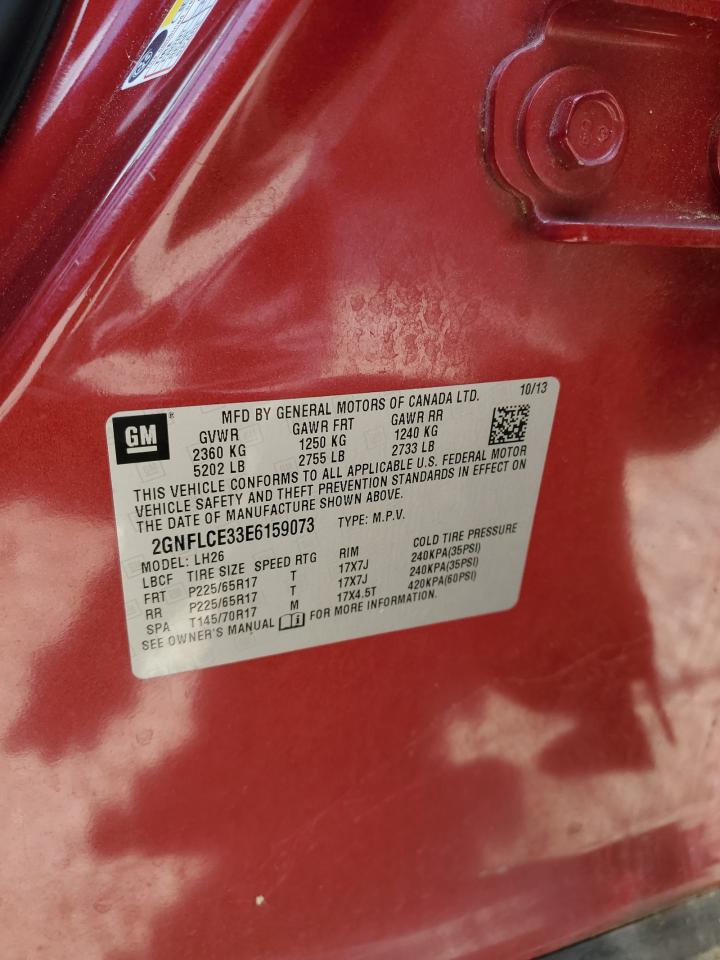 GM
MFD BY GENERAL MOTORS OF CANADA LTD. 10/13
GVWR GAWR FRT GAWR RR
2360 KG 1250 KG 1240 KG
5202 LB 2755 LB 2733 LB
THIS VEHICLE CONFORMS TO ALL APPLICABLE U.S. FEDERAL MOTOR
VEHICLE SAFETY AND THEFT PREVENTION STANDARDS IN EFFECT ON
THE DATE OF MANUFACTURE SHOWN ABOVE.
2GNFLCE33E6159073 TYPE: M.P.V.
MODEL: LH26
LBCF TIRE SIZE SPEED RTG RIM COLD TIRE PRESSURE
FRT P225/65R17 T 17X7J 240KPA(35PSI)
RR P225/65R17 T 17X7J 240KPA(35PSI)
SPA T145/70R17 M 17X4.5T 420KPA(60PSI)
SEE OWNER'S MANUAL FOR MORE INFORMATION.